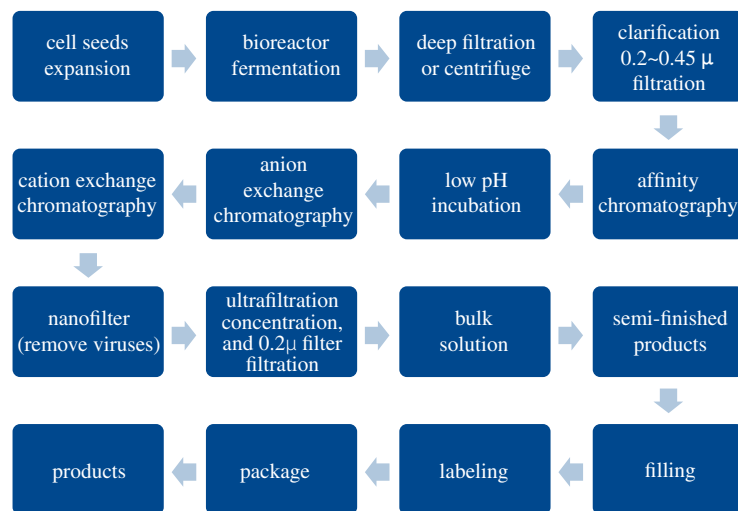 cell seeds
expansion
bioreactor
fermentation
deep filtration
or centrifuge
clarification
0.2~0.45 μ
filtration
affinity
chromatography
low pH
incubation
anion
exchange
chromatography
cation exchange
chromatography
nanofilter
(remove viruses)
ultrafiltration
concentration,
and 0.2μ filter
filtration
bulk
solution
semi-finished
products
filling
labeling
package
products